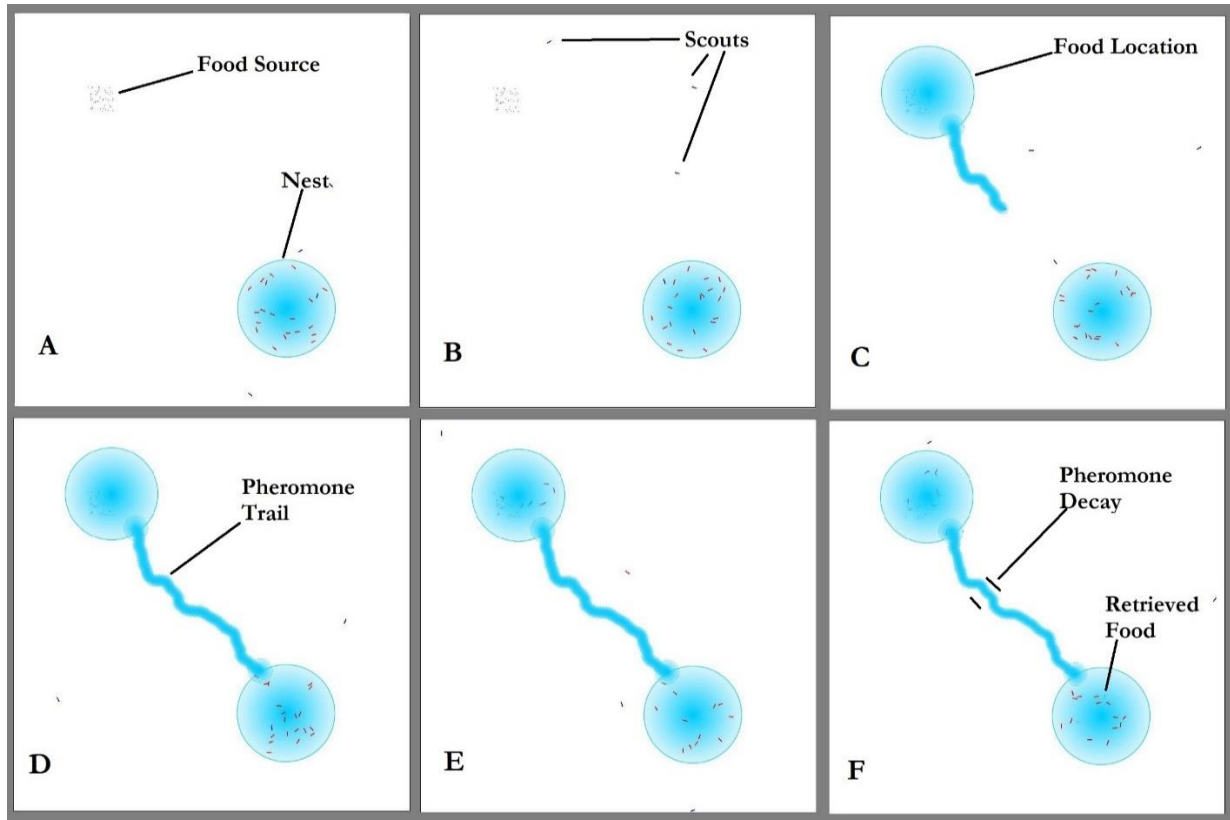 Food Source
Nest
A
Scouts
B
Food Location
C
Pheromone
Trail
D
E
Pheromone
Decay
Retrieved
Food
F